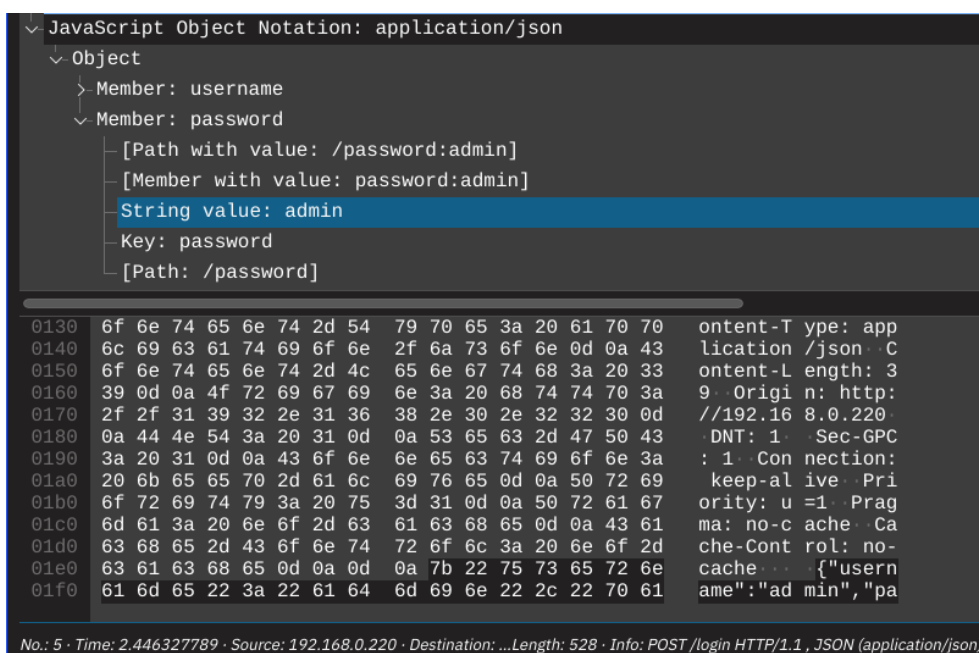 JavaScript Object Notation: application/json
Object
Member: username
Member: password
[Path with value: /password:admin]
[Member with value: password:admin]
String value: admin
Key: password
[Path: /password]
0130 6f 6e 74 65 6e 74 2d 54 79 70 65 3a 20 61 70 70 ontent-T ype: app
0140 6c 69 63 61 74 69 6f 6e 2f 6a 73 6f 6e 0d 0a 43 lication /json··C
0150 6f 6e 74 65 6e 74 2d 4c 65 6e 67 74 68 3a 20 33 ontent-L ength: 3
0160 39 0d 0a 4f 72 69 67 69 6e 3a 20 68 74 74 70 3a 9··Origi n: http:
0170 2f 2f 31 39 32 2e 31 36 38 2e 30 2e 32 32 30 0d //192.16 8.0.220·
0180 0a 44 4e 54 3a 20 31 0d 0a 53 65 63 2d 47 50 43 ·DNT: 1· ·Sec-GPC
0190 3a 20 31 0d 0a 43 6f 6e 6e 65 63 74 69 6f 6e 3a : 1··Con nection:
01a0 20 6b 65 65 70 2d 61 6c 69 76 65 0d 0a 50 72 69 keep-al ive··Pri
01b0 6f 72 69 74 79 3a 20 75 3d 31 0d 0a 50 72 61 67 ority: u =1··Prag
01c0 6d 61 3a 20 6e 6f 2d 63 61 63 68 65 0d 0a 43 61 ma: no-c ache··Ca
01d0 63 68 65 2d 43 6f 6e 74 72 6f 6c 3a 20 6e 6f 2d che-Cont rol: no-
01e0 63 61 63 68 65 0d 0a 0d 0a 7b 22 75 73 65 72 6e cache··· ·{"usern
01f0 61 6d 65 22 3a 22 61 64 6d 69 6e 22 2c 22 70 61 ame":"ad min","pa
No.: 5 · Time: 2.446327789 · Source: 192.168.0.220 · Destination: ...Length: 528 · Info: POST /login HTTP/1.1 , JSON (application/json